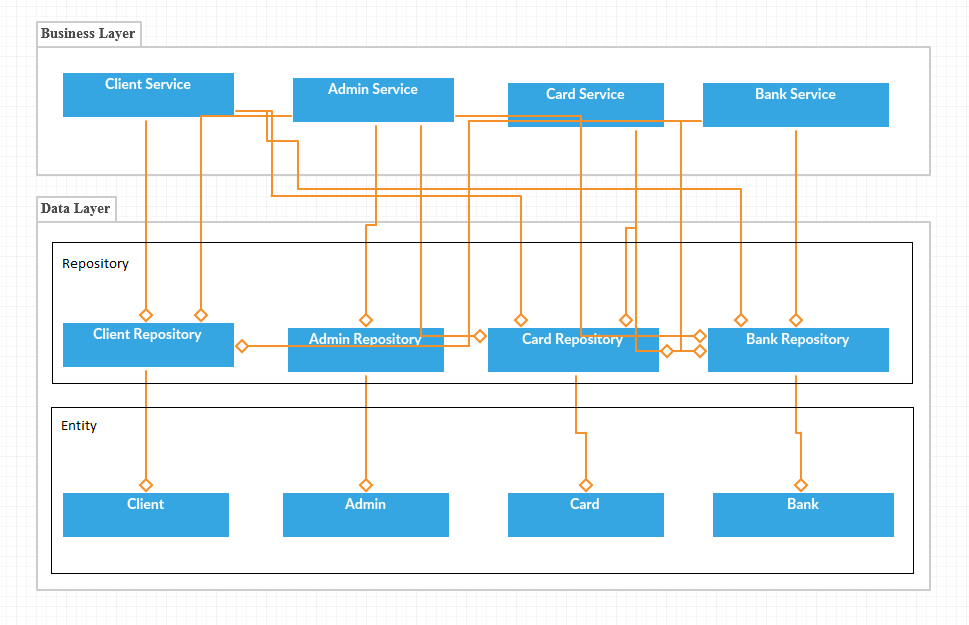 Business Layer
Client Service
Admin Service
Card Service
Bank Service
Data Layer
Repository
Client Repository
Admin Repository
Card Repository
Bank Repository
Entity
Client
Admin
Card
Bank